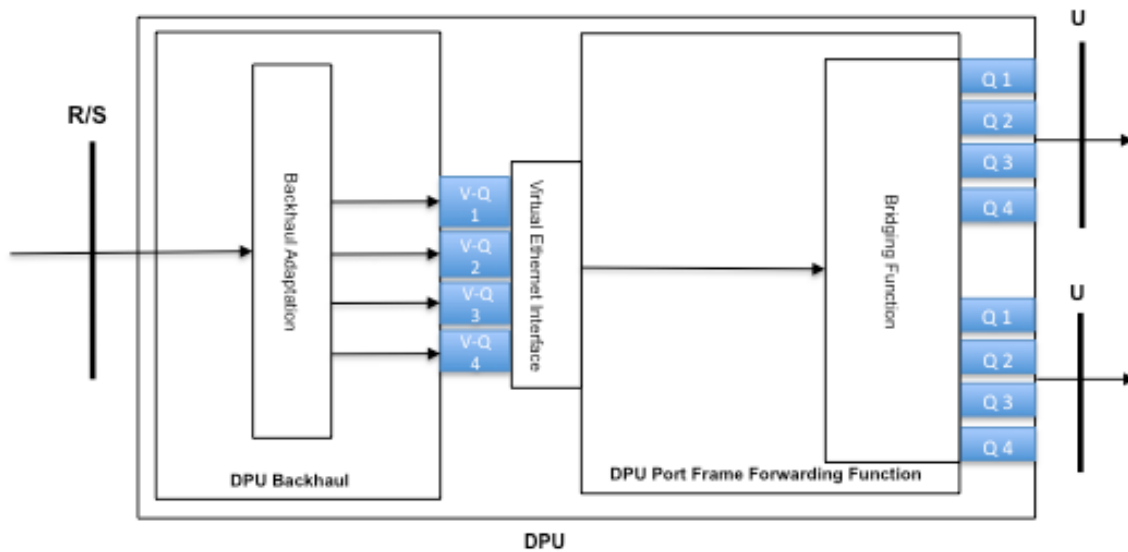 U
R/S
Q 1
Q 2
Q 3
Q 4
Backhaul Adaptation
V-Q
1
V-Q
2
V-Q
3
V-Q
4
Virtual Ethernet Interface
Bridging Function
U
Q 1
Q 2
Q 3
Q 4
DPU Backhaul
DPU Port Frame Forwarding Function
DPU